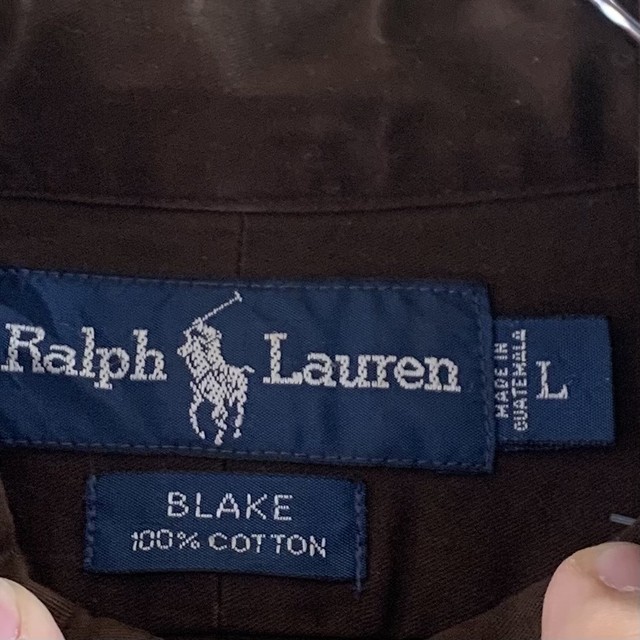 Ralph Lauren
MADE IN
GUATEMALA
L
BLAKE
100% COTTON